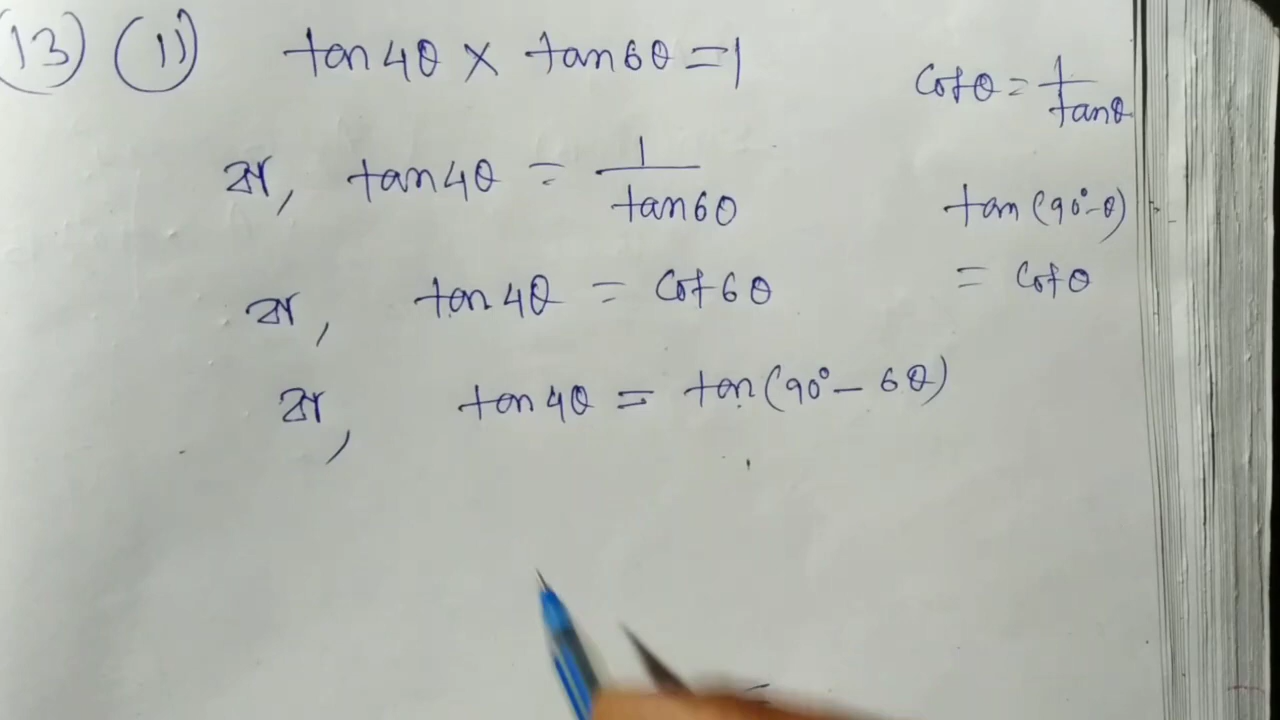 (13) (i) tan4θ × tan6θ = 1
বা, tan4θ = 1/tan6θ
বা, tan4θ = cot6θ
বা, tan4θ = tan(90° - 6θ)
cotθ = 1/tanθ
tan(90°-θ)
= cotθ